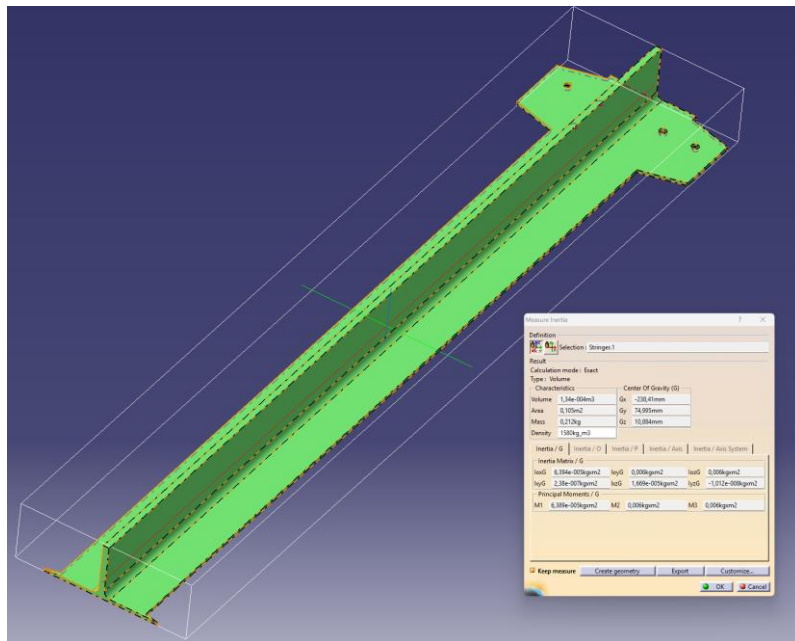 Measure Inertia ? ×
Definition
Selection : Stringer.1
Result
Calculation mode : Exact
Type : Volume
Characteristics Center Of Gravity (G)
Volume 1,34e-004m3 Gx -238,41mm
Area 0,105m2 Gy 74,995mm
Mass 0,212kg Gz 10,884mm
Density 1580kg_m3
Inertia / G Inertia / O Inertia / P Inertia / Axis Inertia / Axis System
Inertia Matrix / G
IoxG 6,394e-005kgxm2 IoyG 0,006kgxm2 IozG 0,006kgxm2
IxyG 2,38e-007kgxm2 IxzG 1,669e-005kgxm2 IyzG -1,012e-008kgxm2
Principal Moments / G
M1 6,389e-005kgxm2 M2 0,006kgxm2 M3 0,006kgxm2
Keep measure Create geometry Export Customize...
OK Cancel